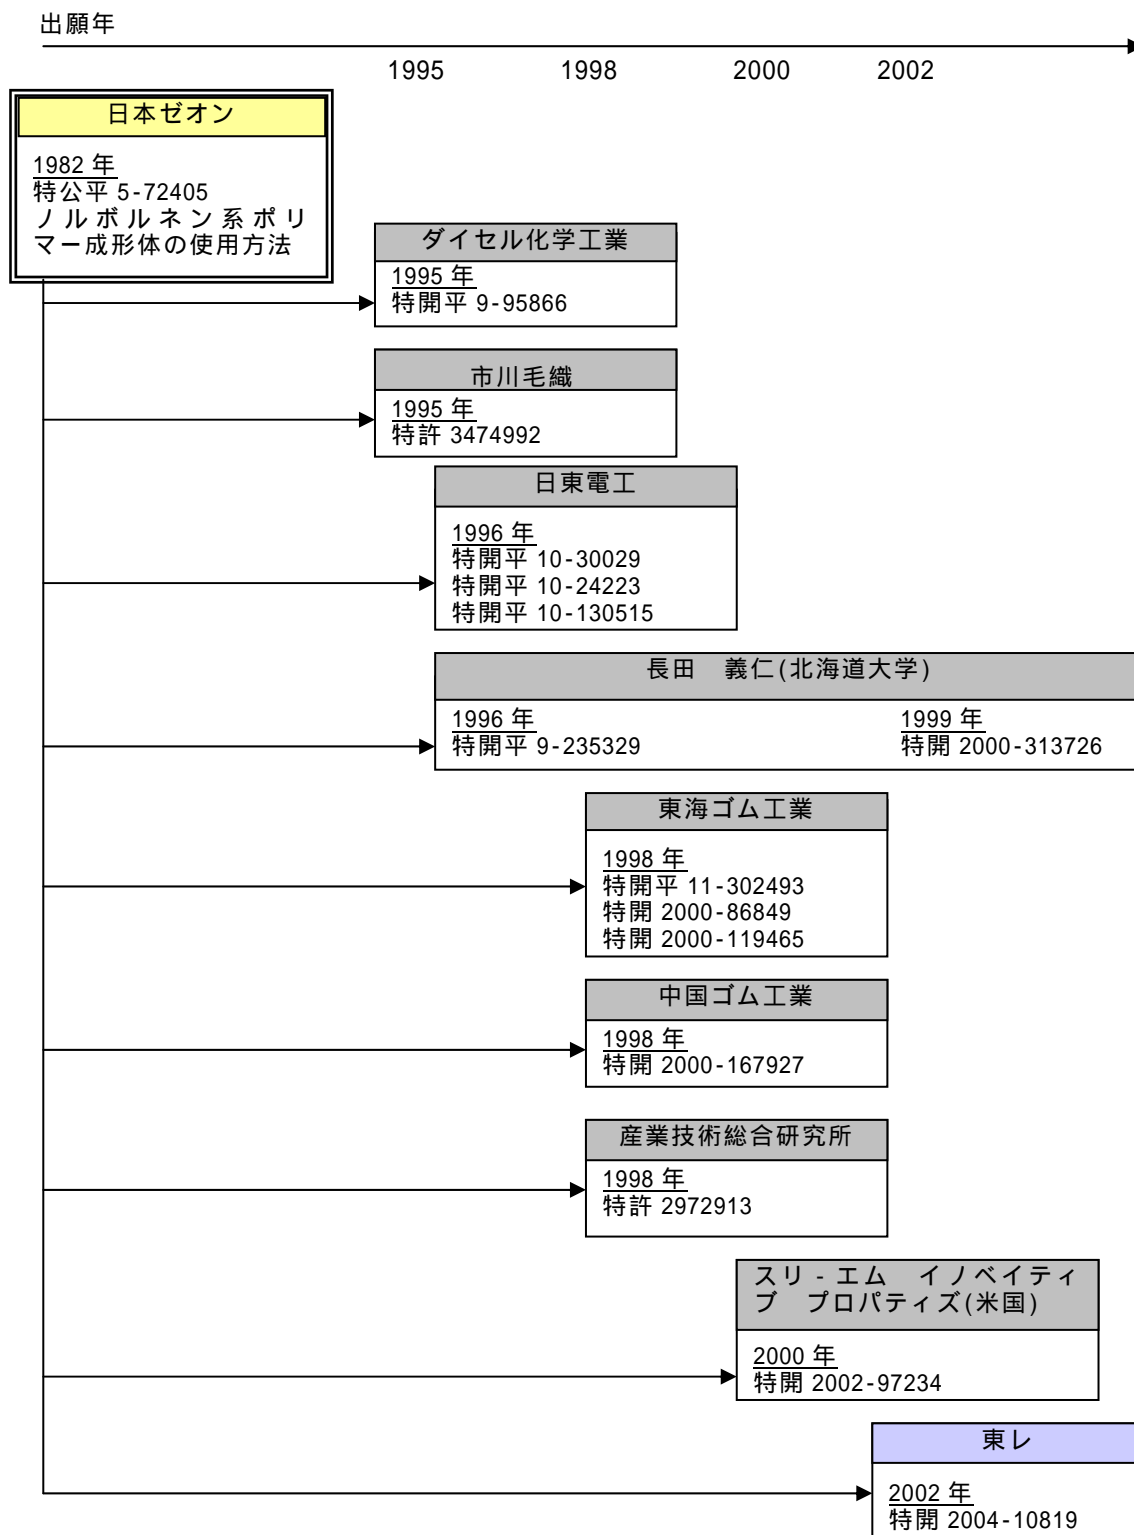 出願年
1995 1998 2000 2002
日本ゼオン
1982 年
特公平 5-72405
ノルボルネン系ポリ
マー成形体の使用方法
ダイセル化学工業
1995 年
特開平 9-95866
市川毛織
1995 年
特許 3474992
日東電工
1996 年
特開平 10-30029
特開平 10-24223
特開平 10-130515
長田 義仁(北海道大学)
1996 年 1999 年
特開平 9-235329 特開 2000-313726
東海ゴム工業
1998 年
特開平 11-302493
特開 2000-86849
特開 2000-119465
中国ゴム工業
1998 年
特開 2000-167927
産業技術総合研究所
1998 年
特許 2972913
スリ-エム イノベイティ
ブ プロパティズ(米国)
2000 年
特開 2002-97234
東レ
2002 年
特開 2004-10819